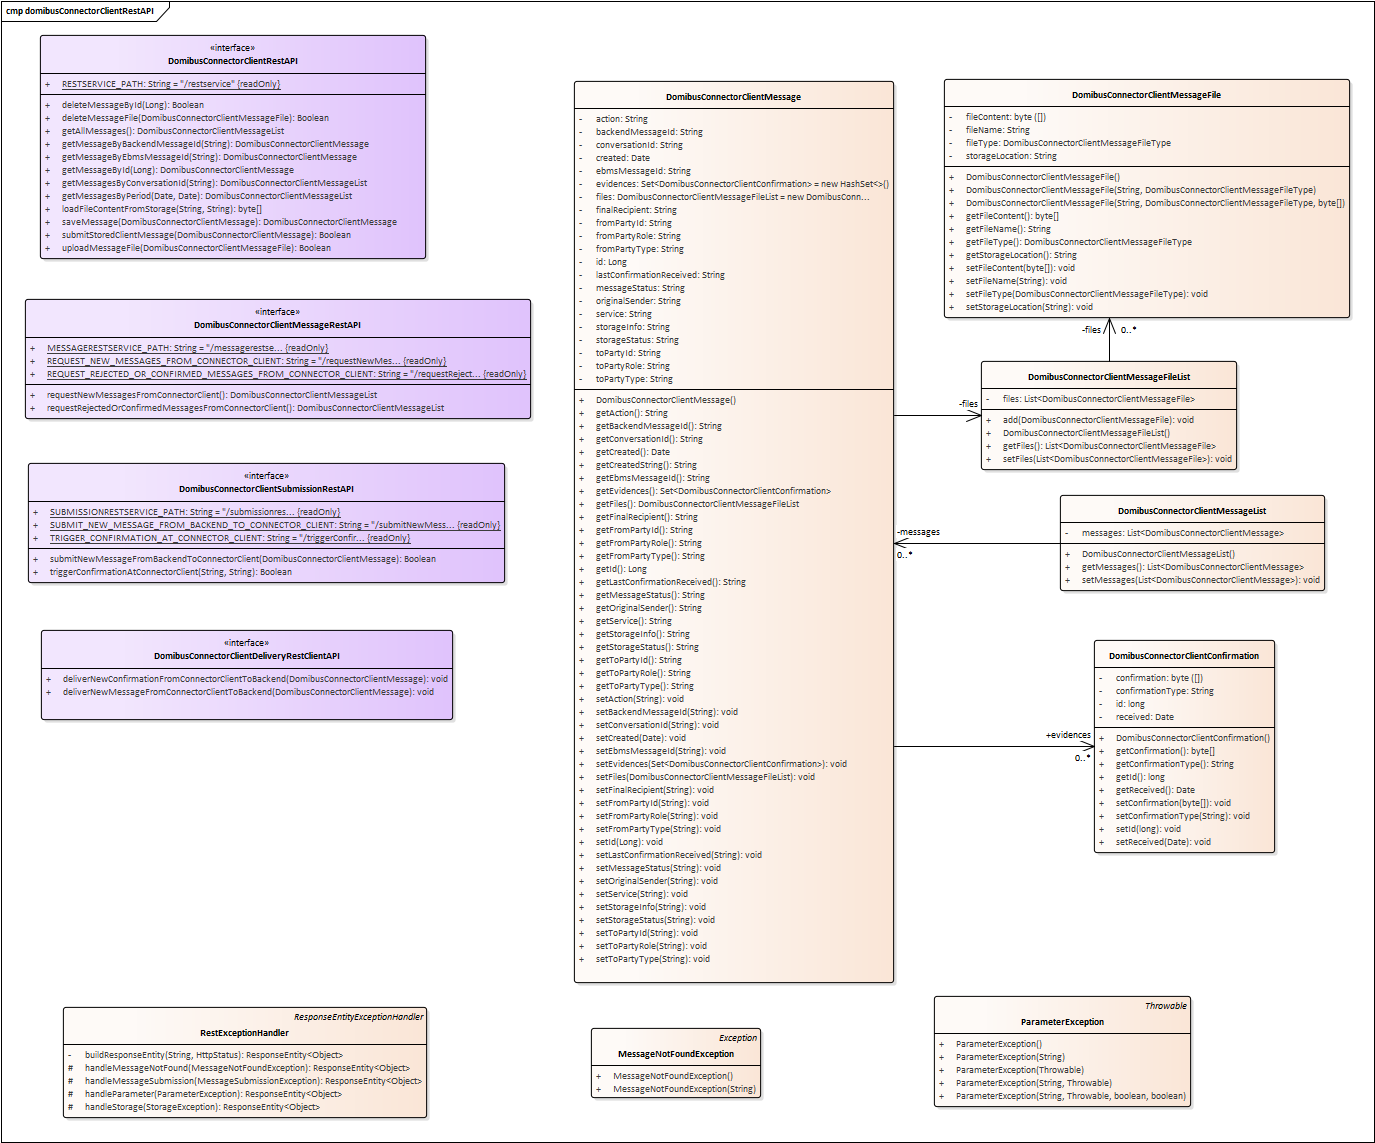 cmp domibusConnectorClientRestAPI
«interface»
DomibusConnectorClientRestAPI
+ RESTSERVICE_PATH: String = "/restservice" {readOnly}
+ deleteMessageById(Long): Boolean
+ deleteMessageFile(DomibusConnectorClientMessageFile): Boolean
+ getAllMessages(): DomibusConnectorClientMessageList
+ getMessageByBackendMessageId(String): DomibusConnectorClientMessage
+ getMessageByEbmsMessageId(String): DomibusConnectorClientMessage
+ getMessageById(Long): DomibusConnectorClientMessage
+ getMessagesByConversationId(String): DomibusConnectorClientMessageList
+ getMessagesByPeriod(Date, Date): DomibusConnectorClientMessageList
+ loadFileContentFromStorage(String, String): byte[]
+ saveMessage(DomibusConnectorClientMessage): DomibusConnectorClientMessage
+ submitStoredClientMessage(DomibusConnectorClientMessage): Boolean
+ uploadMessageFile(DomibusConnectorClientMessageFile): Boolean
«interface»
DomibusConnectorClientMessageRestAPI
+ MESSAGERESTSERVICE_PATH: String = "/messagerestse... {readOnly}
+ REQUEST_NEW_MESSAGES_FROM_CONNECTOR_CLIENT: String = "/requestNewMes... {readOnly}
+ REQUEST_REJECTED_OR_CONFIRMED_MESSAGES_FROM_CONNECTOR_CLIENT: String = "/requestReject... {readOnly}
+ requestNewMessagesFromConnectorClient(): DomibusConnectorClientMessageList
+ requestRejectedOrConfirmedMessagesFromConnectorClient(): DomibusConnectorClientMessageList
«interface»
DomibusConnectorClientSubmissionRestAPI
+ SUBMISSIONRESTSERVICE_PATH: String = "/submissionres... {readOnly}
+ SUBMIT_NEW_MESSAGE_FROM_BACKEND_TO_CONNECTOR_CLIENT: String = "/submitNewMess... {readOnly}
+ TRIGGER_CONFIRMATION_AT_CONNECTOR_CLIENT: String = "/triggerConfir... {readOnly}
+ submitNewMessageFromBackendToConnectorClient(DomibusConnectorClientMessage): Boolean
+ triggerConfirmationAtConnectorClient(String, String): Boolean
«interface»
DomibusConnectorClientDeliveryRestClientAPI
+ deliverNewConfirmationFromConnectorClientToBackend(DomibusConnectorClientMessage): void
+ deliverNewMessageFromConnectorClientToBackend(DomibusConnectorClientMessage): void
DomibusConnectorClientMessage
- action: String
- backendMessageId: String
- conversationId: String
- created: Date
- ebmsMessageId: String
- evidences: Set<DomibusConnectorClientConfirmation> = new HashSet<>()
- files: DomibusConnectorClientMessageFileList = new DomibusConn...
- finalRecipient: String
- fromPartyId: String
- fromPartyRole: String
- fromPartyType: String
- id: Long
- lastConfirmationReceived: String
- messageStatus: String
- originalSender: String
- service: String
- storageInfo: String
- storageStatus: String
- toPartyId: String
- toPartyRole: String
- toPartyType: String
+ DomibusConnectorClientMessage()
+ getAction(): String
+ getBackendMessageId(): String
+ getConversationId(): String
+ getCreated(): Date
+ getCreatedString(): String
+ getEbmsMessageId(): String
+ getEvidences(): Set<DomibusConnectorClientConfirmation>
+ getFiles(): DomibusConnectorClientMessageFileList
+ getFinalRecipient(): String
+ getFromPartyId(): String
+ getFromPartyRole(): String
+ getFromPartyType(): String
+ getId(): Long
+ getLastConfirmationReceived(): String
+ getMessageStatus(): String
+ getOriginalSender(): String
+ getService(): String
+ getStorageInfo(): String
+ getStorageStatus(): String
+ getToPartyId(): String
+ getToPartyRole(): String
+ getToPartyType(): String
+ setAction(String): void
+ setBackendMessageId(String): void
+ setConversationId(String): void
+ setCreated(Date): void
+ setEbmsMessageId(String): void
+ setEvidences(Set<DomibusConnectorClientConfirmation>): void
+ setFiles(DomibusConnectorClientMessageFileList): void
+ setFinalRecipient(String): void
+ setFromPartyId(String): void
+ setFromPartyRole(String): void
+ setFromPartyType(String): void
+ setId(Long): void
+ setLastConfirmationReceived(String): void
+ setMessageStatus(String): void
+ setOriginalSender(String): void
+ setService(String): void
+ setStorageInfo(String): void
+ setStorageStatus(String): void
+ setToPartyId(String): void
+ setToPartyRole(String): void
+ setToPartyType(String): void
DomibusConnectorClientMessageFile
- fileContent: byte ([])
- fileName: String
- fileType: DomibusConnectorClientMessageFileType
- storageLocation: String
+ DomibusConnectorClientMessageFile()
+ DomibusConnectorClientMessageFile(String, DomibusConnectorClientMessageFileType)
+ DomibusConnectorClientMessageFile(String, DomibusConnectorClientMessageFileType, byte[])
+ getFileContent(): byte[]
+ getFileName(): String
+ getFileType(): DomibusConnectorClientMessageFileType
+ getStorageLocation(): String
+ setFileContent(byte[]): void
+ setFileName(String): void
+ setFileType(DomibusConnectorClientMessageFileType): void
+ setStorageLocation(String): void
-files 0..*
DomibusConnectorClientMessageFileList
- files: List<DomibusConnectorClientMessageFile>
+ add(DomibusConnectorClientMessageFile): void
+ DomibusConnectorClientMessageFileList()
+ getFiles(): List<DomibusConnectorClientMessageFile>
+ setFiles(List<DomibusConnectorClientMessageFile>): void
-files
DomibusConnectorClientMessageList
- messages: List<DomibusConnectorClientMessage>
+ DomibusConnectorClientMessageList()
+ getMessages(): List<DomibusConnectorClientMessage>
+ setMessages(List<DomibusConnectorClientMessage>): void
-messages
0..*
DomibusConnectorClientConfirmation
- confirmation: byte ([])
- confirmationType: String
- id: long
- received: Date
+ DomibusConnectorClientConfirmation()
+ getConfirmation(): byte[]
+ getConfirmationType(): String
+ getId(): long
+ getReceived(): Date
+ setConfirmation(byte[]): void
+ setConfirmationType(String): void
+ setId(long): void
+ setReceived(Date): void
+evidences
0..*
ResponseEntityExceptionHandler
RestExceptionHandler
- buildResponseEntity(String, HttpStatus): ResponseEntity<Object>
# handleMessageNotFound(MessageNotFoundException): ResponseEntity<Object>
# handleMessageSubmission(MessageSubmissionException): ResponseEntity<Object>
# handleParameter(ParameterException): ResponseEntity<Object>
# handleStorage(StorageException): ResponseEntity<Object>
Exception
MessageNotFoundException
+ MessageNotFoundException()
+ MessageNotFoundException(String)
Throwable
ParameterException
+ ParameterException()
+ ParameterException(String)
+ ParameterException(Throwable)
+ ParameterException(String, Throwable)
+ ParameterException(String, Throwable, boolean, boolean)